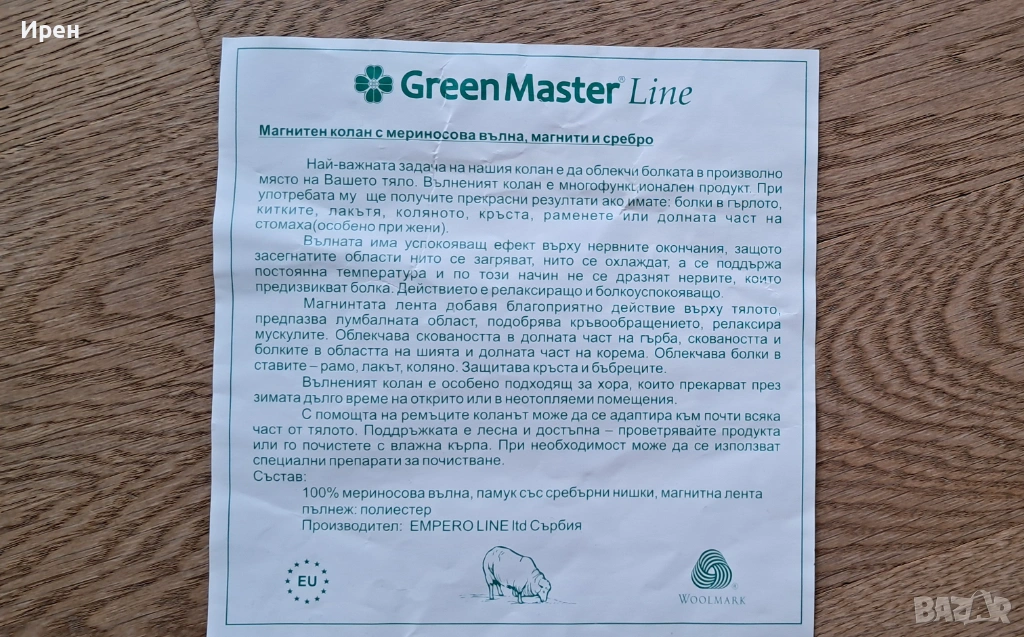 Ирен
GreenMaster® Line
Магнитен колан с мериносова вълна, магнити и сребро
Най-важната задача на нашия колан е да облекчи болката в произволно
място на Вашето тяло. Вълненият колан е многофункционален продукт. При
употребата му ще получите прекрасни резултати ако имате: болки в гърлото,
китките, лакътя, коляното, кръста, раменете или долната част на
стомаха(особено при жени).
Вълната има успокояващ ефект върху нервните окончания, защото
засегнатите области нито се загряват, нито се охлаждат, а се поддържа
постоянна температура и по този начин не се дразнят нервите, които
предизвикват болка. Действието е релаксиращо и болкоуспокояващо.
Магнинтата лента добавя благоприятно действие върху тялото,
предпазва лумбалната област, подобрява кръвообращението, релаксира
мускулите. Облекчава сковаността в долната част на гърба, сковаността и
болките в областта на шията и долната част на корема. Облекчава болки в
ставите – рамо, лакът, коляно. Защитава кръста и бъбреците.
Вълненият колан е особено подходящ за хора, които прекарват през
зимата дълго време на открито или в неотопляеми помещения.
С помощта на ремъците коланът може да се адаптира към почти всяка
част от тялото. Поддръжката е лесна и достъпна – проветрявайте продукта
или го почистете с влажна кърпа. При необходимост може да се използват
специални препарати за почистване.
Състав:
100% мериносова вълна, памук със сребърни нишки, магнитна лента
пълнеж: полиестер
Производител: EMPERO LINE ltd Сърбия
EU
WOOLMARK
BAZAR